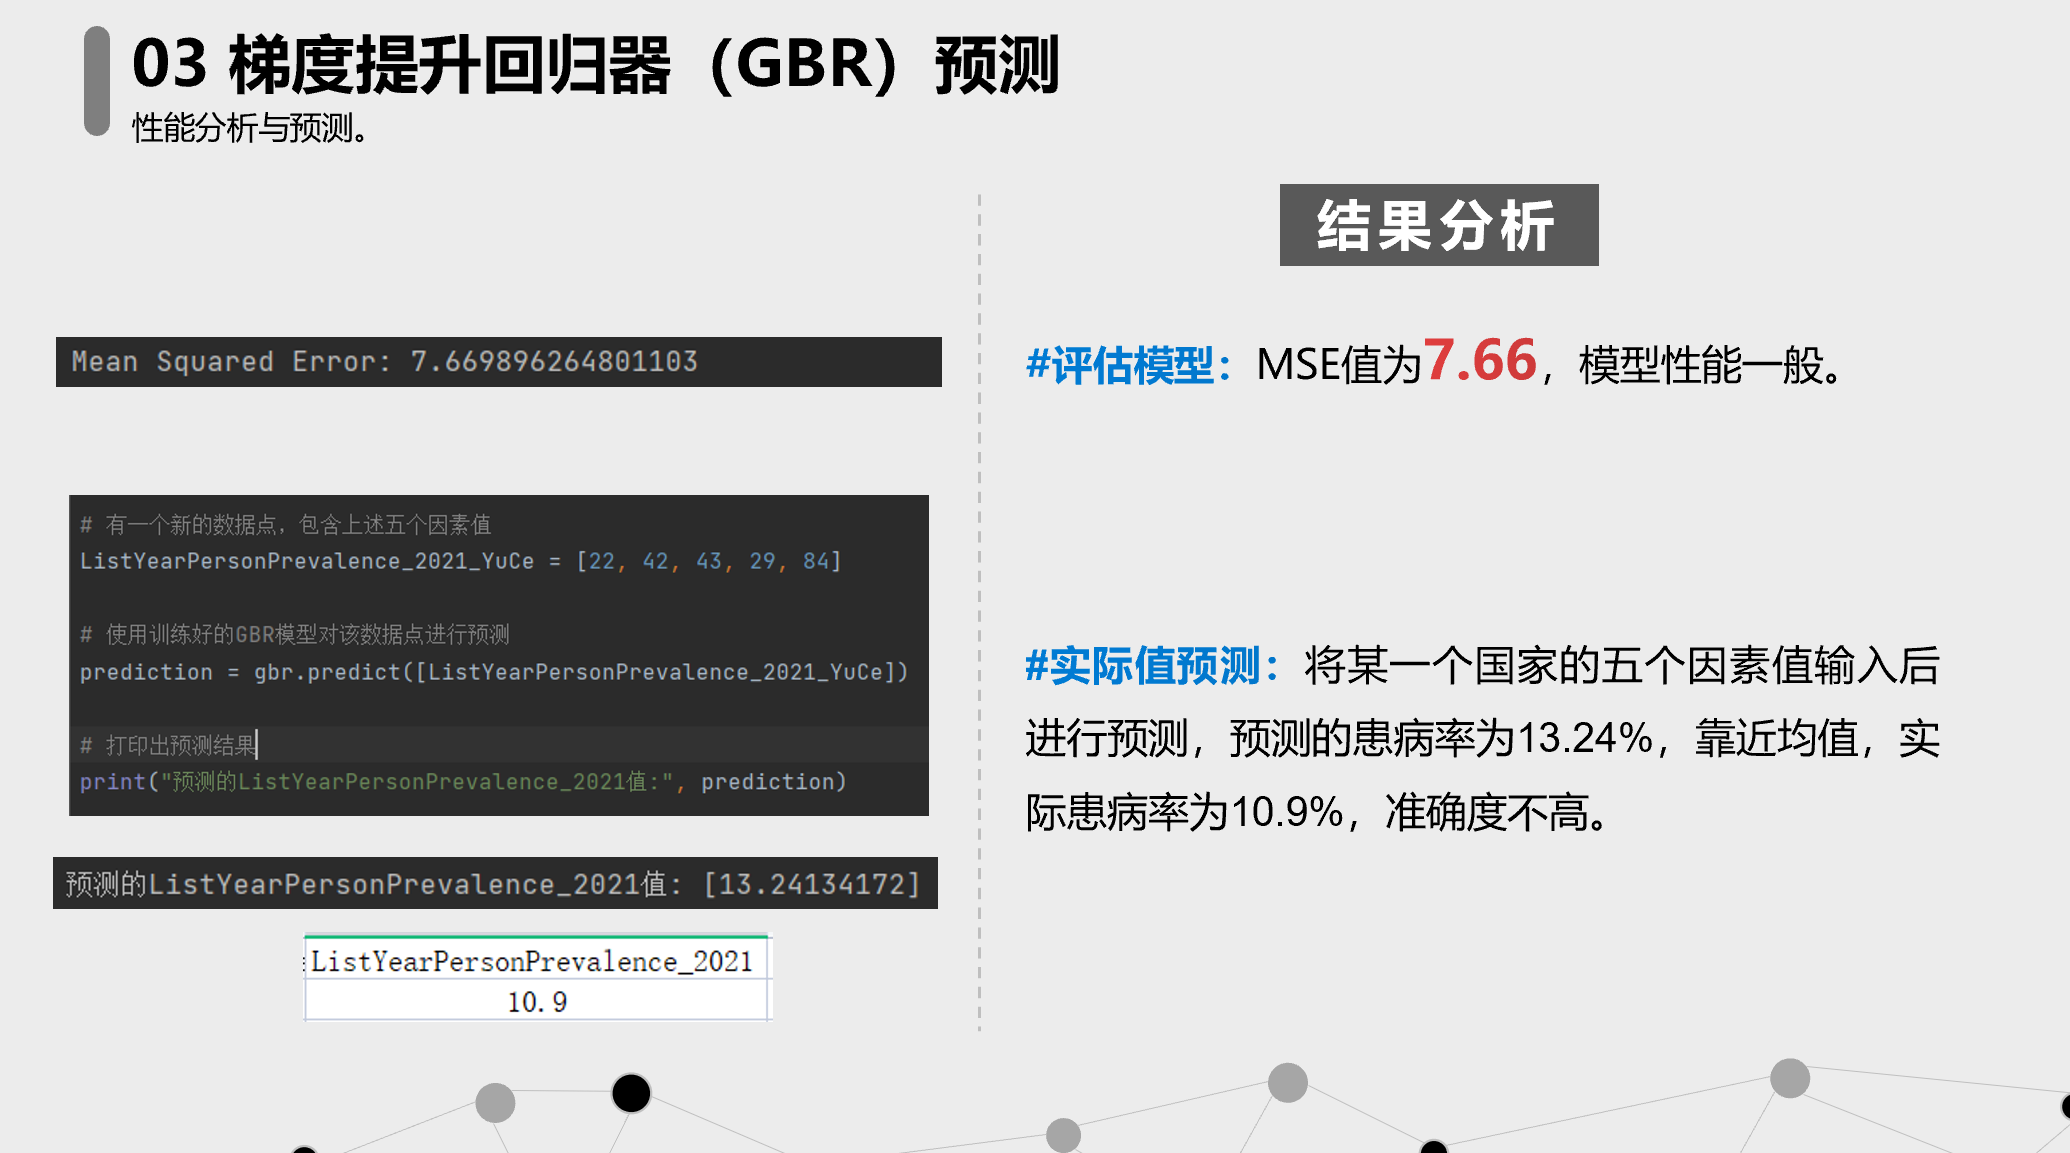 03 梯度提升回归器（GBR）预测
性能分析与预测。
Mean Squared Error: 7.669896264801103
# 有一个新的数据点，包含上述五个因素值
ListYearPersonPrevalence_2021_YuCe = [22, 42, 43, 29, 84]
# 使用训练好的GBR模型对该数据点进行预测
prediction = gbr.predict([ListYearPersonPrevalence_2021_YuCe])
# 打印出预测结果
print("预测的ListYearPersonPrevalence_2021值:", prediction)
预测的ListYearPersonPrevalence_2021值: [13.24134172]
ListYearPersonPrevalence_2021
10.9
结果分析
#评估模型：MSE值为7.66，模型性能一般。
#实际值预测：将某一个国家的五个因素值输入后
进行预测，预测的患病率为13.24%，靠近均值，实
际患病率为10.9%，准确度不高。